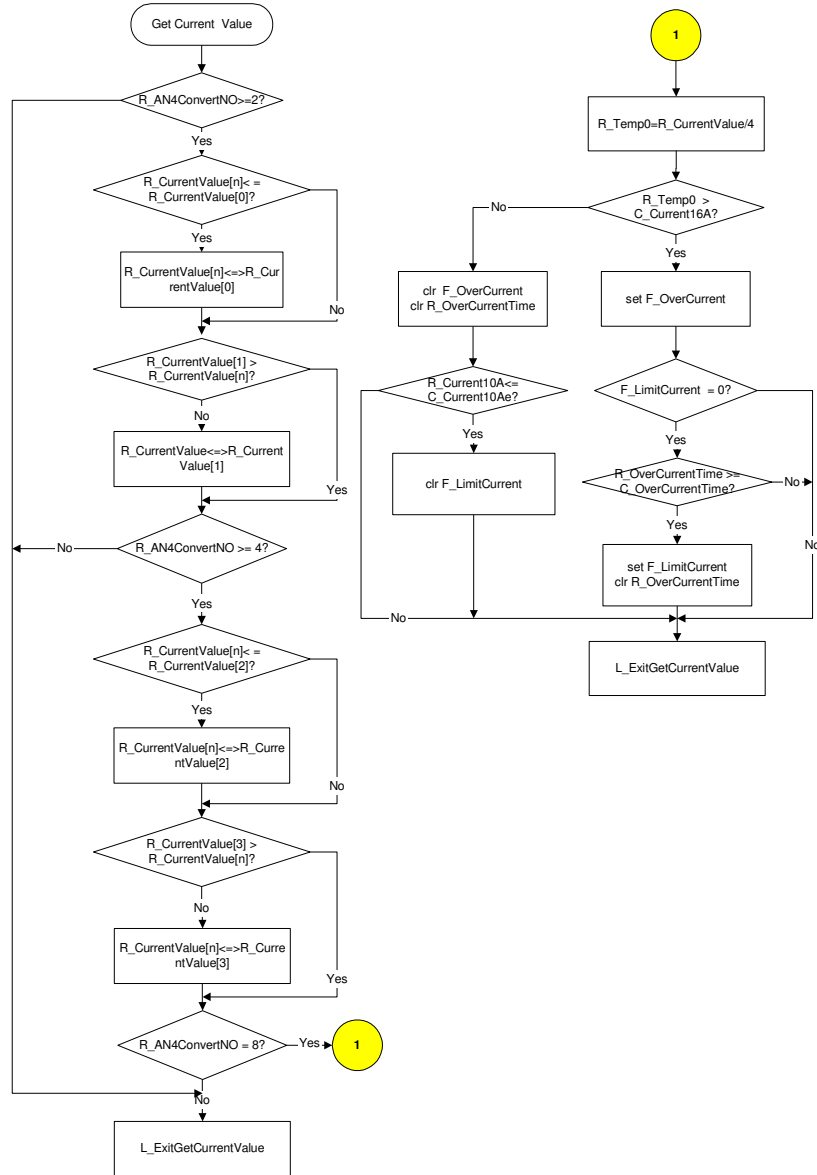 Get Current Value
R_AN4ConvertNO>=2?
Yes
R_CurrentValue[n]< =
R_CurrentValue[0]?
Yes
R_CurrentValue[n]<=>R_Cur
rentValue[0]
No
R_CurrentValue[1] >
R_CurrentValue[n]?
No
R_CurrentValue<=>R_Current
Value[1]
Yes
R_AN4ConvertNO >= 4?
No
Yes
R_CurrentValue[n]< =
R_CurrentValue[2]?
Yes
R_CurrentValue[n]<=>R_Curre
ntValue[2]
No
R_CurrentValue[3] >
R_CurrentValue[n]?
No
R_CurrentValue[n]<=>R_Curre
ntValue[3]
Yes
R_AN4ConvertNO = 8?
Yes
1
No
L_ExitGetCurrentValue
1
R_Temp0=R_CurrentValue/4
R_Temp0 >
C_Current16A?
No
Yes
clr F_OverCurrent
clr R_OverCurrentTime
set F_OverCurrent
R_Current10A<=
C_Current10Ae?
F_LimitCurrent = 0?
Yes
Yes
clr F_LimitCurrent
R_OverCurrentTime >=
C_OverCurrentTime?
No
Yes
No
set F_LimitCurrent
clr R_OverCurrentTime
No
L_ExitGetCurrentValue